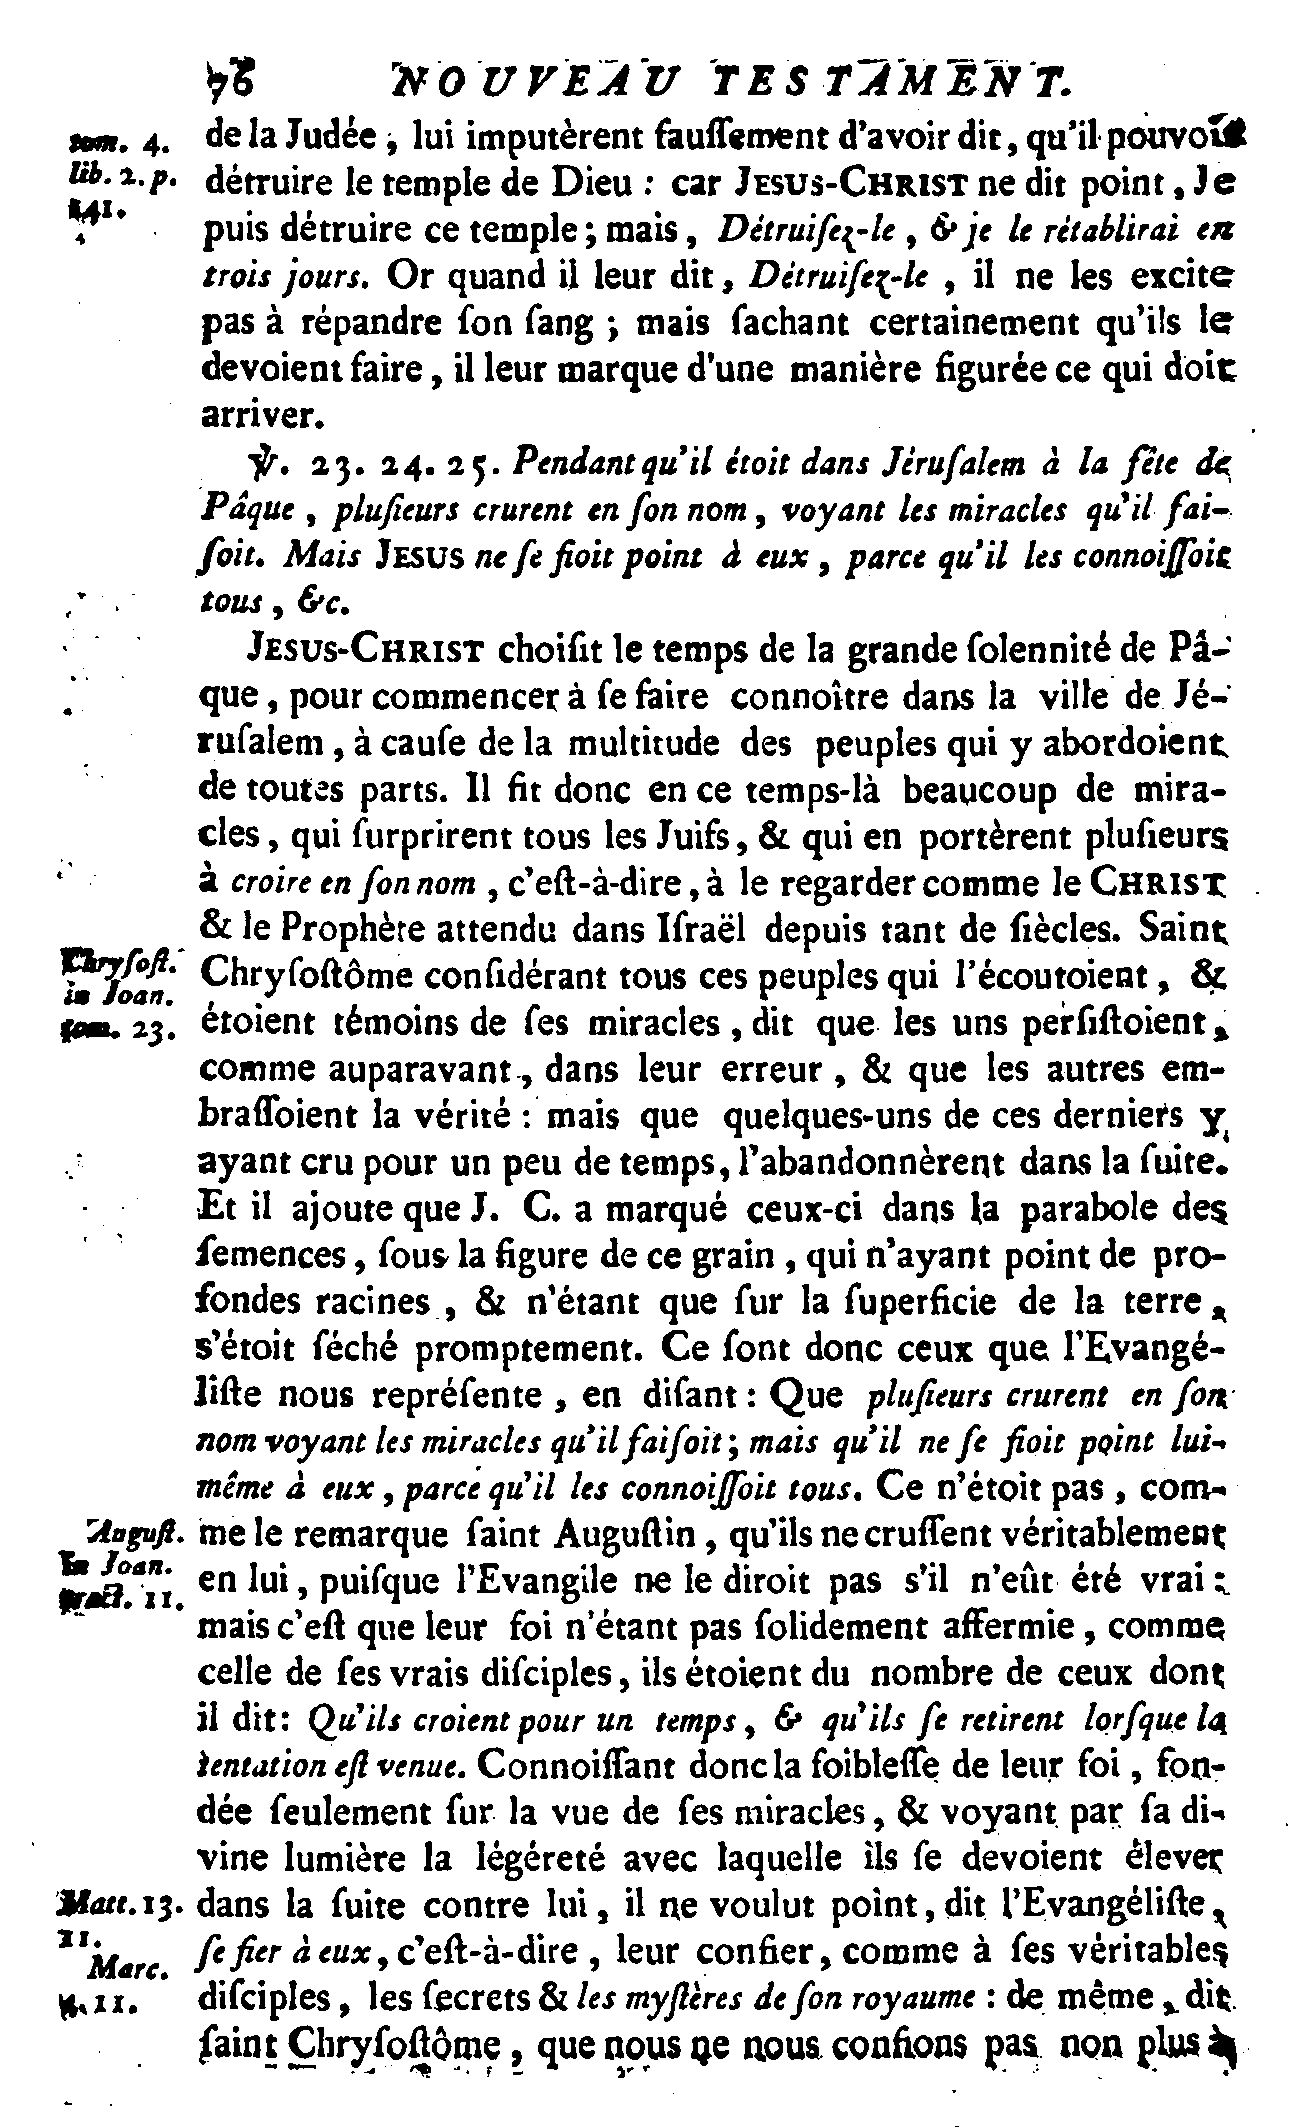 76 NOUVEAU TESTAMENT.
tom. 4.
lib. 2. p.
141.
de la Judée, lui imputèrent fauſſement d'avoir dit, qu'il pouvoit
détruire le temple de Dieu : car JESUS-CHRIST ne dit point, Je
puis détruire ce temple ; mais, Détruiſez-le, & je le rétablirai en
trois jours. Or quand il leur dit, Détruiſez-le, il ne les excite
pas à répandre ſon ſang ; mais ſachant certainement qu'ils le
devoient faire, il leur marque d'une manière figurée ce qui doit
arriver.
℣. 23. 24. 25. Pendant qu'il étoit dans Jéruſalem à la fête de
Pâque, pluſieurs crurent en ſon nom, voyant les miracles qu'il fai-
ſoit. Mais JESUS ne ſe fioit point à eux, parce qu'il les connoiſſoit
tous, &c.
JESUS-CHRIST choiſit le temps de la grande ſolennité de Pâ-
que, pour commencer à ſe faire connoître dans la ville de Jé-
ruſalem, à cauſe de la multitude des peuples qui y abordoient
de toutes parts. Il fit donc en ce temps-là beaucoup de mira-
cles, qui ſurprirent tous les Juifs, & qui en portèrent pluſieurs
à croire en ſon nom, c'eſt-à-dire, à le regarder comme le CHRIST
& le Prophète attendu dans Iſraël depuis tant de ſiècles. Saint
Chryſoſt.
in Joan.
tom. 23.
Chryſoſtôme conſidérant tous ces peuples qui l'écoutoient, &
étoient témoins de ſes miracles, dit que les uns perſiſtoient,
comme auparavant, dans leur erreur, & que les autres em-
braſſoient la vérité : mais que quelques-uns de ces derniers y
ayant cru pour un peu de temps, l'abandonnèrent dans la ſuite.
Et il ajoute que J. C. a marqué ceux-ci dans la parabole des
ſemences, ſous la figure de ce grain, qui n'ayant point de pro-
fondes racines, & n'étant que ſur la ſuperficie de la terre,
s'étoit ſéché promptement. Ce ſont donc ceux que l'Evangé-
liſte nous repréſente, en diſant : Que pluſieurs crurent en ſon
nom voyant les miracles qu'il faiſoit ; mais qu'il ne ſe fioit point lui-
même à eux, parce qu'il les connoiſſoit tous. Ce n'étoit pas, com-
Auguſt.
in Joan.
tract. 11.
me le remarque ſaint Auguſtin, qu'ils ne cruſſent véritablement
en lui, puiſque l'Evangile ne le diroit pas s'il n'eût été vrai :
mais c'eſt que leur foi n'étant pas ſolidement affermie, comme
celle de ſes vrais diſciples, ils étoient du nombre de ceux dont
il dit : Qu'ils croient pour un temps, & qu'ils ſe retirent lorſque la
tentation eſt venue. Connoiſſant donc la foibleſſe de leur foi, fon-
dée ſeulement ſur la vue de ſes miracles, & voyant par ſa di-
vine lumière la légéreté avec laquelle ils ſe devoient élever
Matt. 13.
11.
Marc.
4. 11.
dans la ſuite contre lui, il ne voulut point, dit l'Evangéliſte,
ſe fier à eux, c'eſt-à-dire, leur confier, comme à ſes véritables
diſciples, les ſecrets & les myſtères de ſon royaume : de même, dit
ſaint Chryſoſtôme, que nous ne nous confions pas non plus à